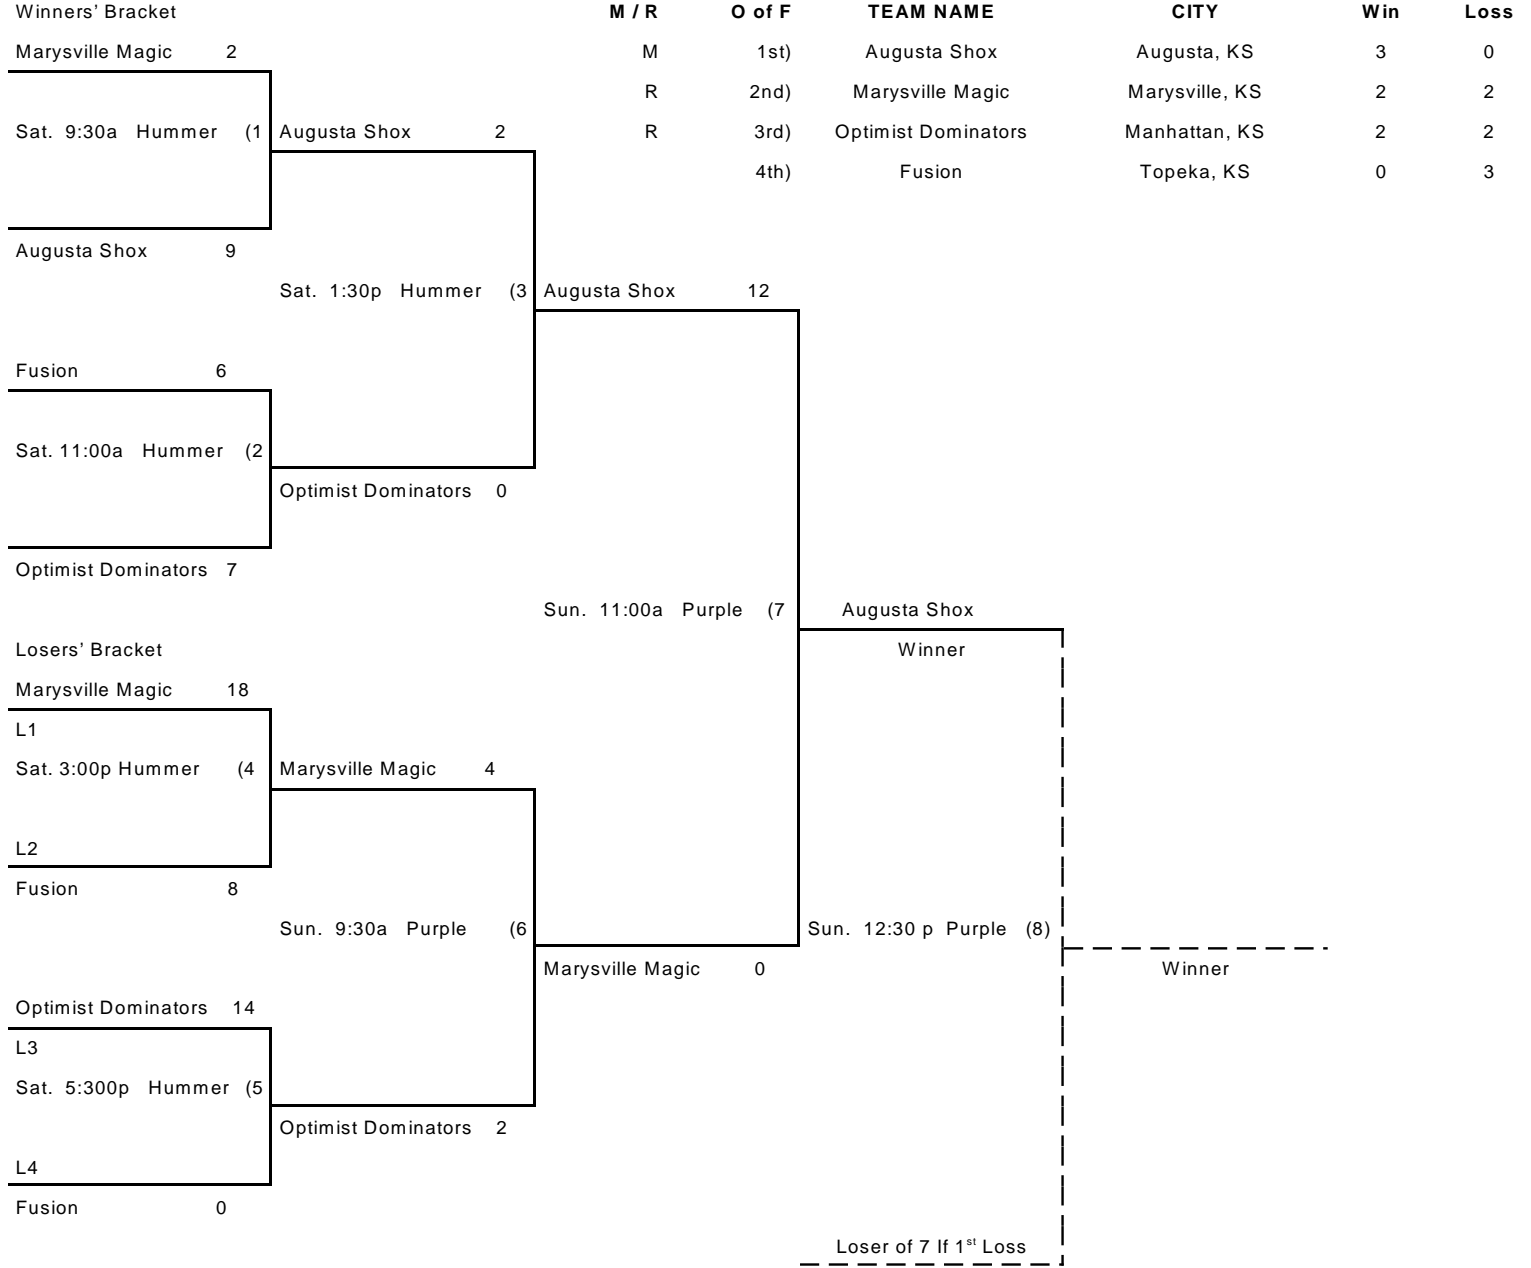 Winners' Bracket M / R O of F TEAM NAME CITY Win Loss
Marysville Magic 2 M 1st) Augusta Shox Augusta, KS 3 0
R 2nd) Marysville Magic Marysville, KS 2 2
Sat. 9:30a Hummer (1 Augusta Shox 2 R 3rd) Optimist Dominators Manhattan, KS 2 2
4th) Fusion Topeka, KS 0 3
Augusta Shox 9
Sat. 1:30p Hummer (3 Augusta Shox 12
Fusion 6
Sat. 11:00a Hummer (2
Optimist Dominators 0
Optimist Dominators 7
Sun. 11:00a Purple (7 Augusta Shox
Losers' Bracket Winner
Marysville Magic 18
L1
Sat. 3:00p Hummer (4 Marysville Magic 4
L2
Fusion 8
Sun. 9:30a Purple (6 Sun. 12:30 p Purple (8)
Marysville Magic 0 Winner
Optimist Dominators 14
L3
Sat. 5:300p Hummer (5
Optimist Dominators 2
L4
Fusion 0
Loser of 7 If 1st Loss